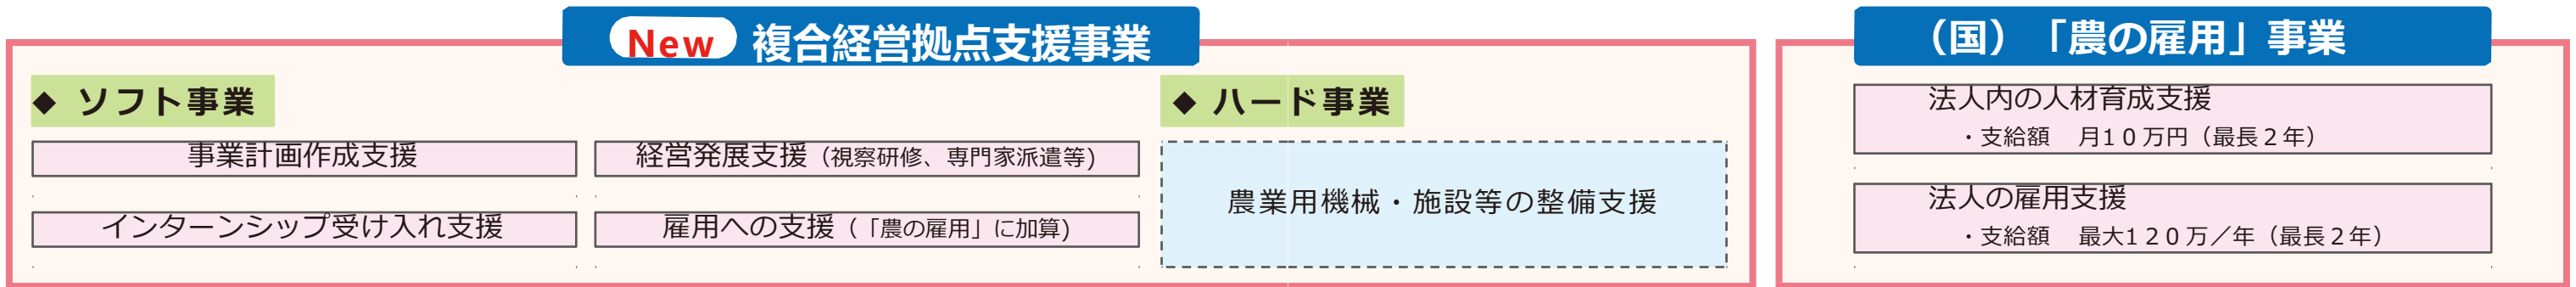 New 複合経営拠点支援事業
◆ ソフト事業
事業計画作成支援
経営発展支援（視察研修、専門家派遣等)
インターンシップ受け入れ支援
雇用への支援（「農の雇用」に加算)
◆ ハード事業
農業用機械・施設等の整備支援
（国）「農の雇用」事業
法人内の人材育成支援
・支給額　月1０万円（最長２年）
法人の雇用支援
・支給額　最大1２０万／年（最長２年）